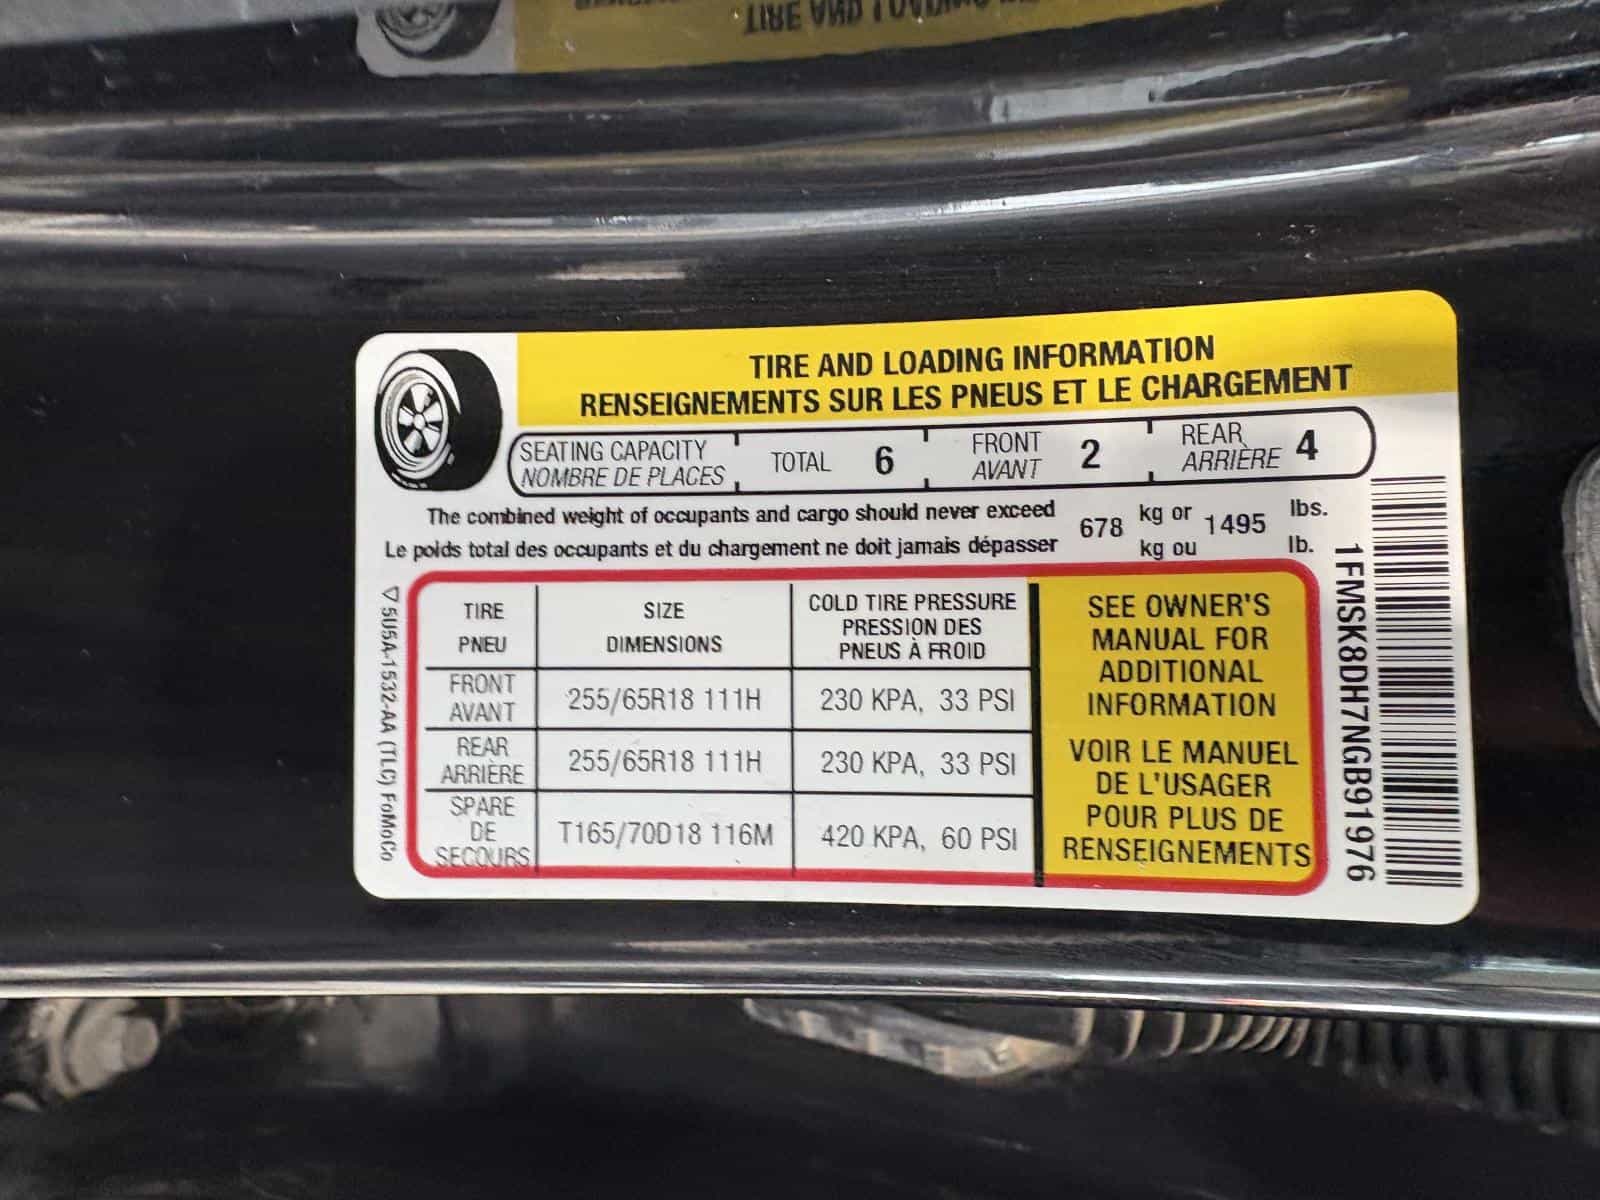 TIRE AND LOADING INFORMATION
RENSEIGNEMENTS SUR LES PNEUS ET LE CHARGEMENT
SEATING CAPACITY
NOMBRE DE PLACES
TOTAL 6
FRONT
AVANT
2
REAR
ARRIÈRE
4
The combined weight of occupants and cargo should never exceed 678 kg or 1495 lbs.
Le poids total des occupants et du chargement ne doit jamais dépasser kg ou lb.
TIRE
PNEU
SIZE
DIMENSIONS
COLD TIRE PRESSURE
PRESSION DES
PNEUS À FROID
FRONT
AVANT
255/65R18 111H
230 KPA, 33 PSI
REAR
ARRIÈRE
255/65R18 111H
230 KPA, 33 PSI
SPARE
DE
SECOURS
T165/70D18 116M
420 KPA, 60 PSI
SEE OWNER'S
MANUAL FOR
ADDITIONAL
INFORMATION
VOIR LE MANUEL
DE L'USAGER
POUR PLUS DE
RENSEIGNEMENTS
5U5A-1532-AA (TLC) FoMoCo
1FMSK8DH7NGB91976
TIRE AND